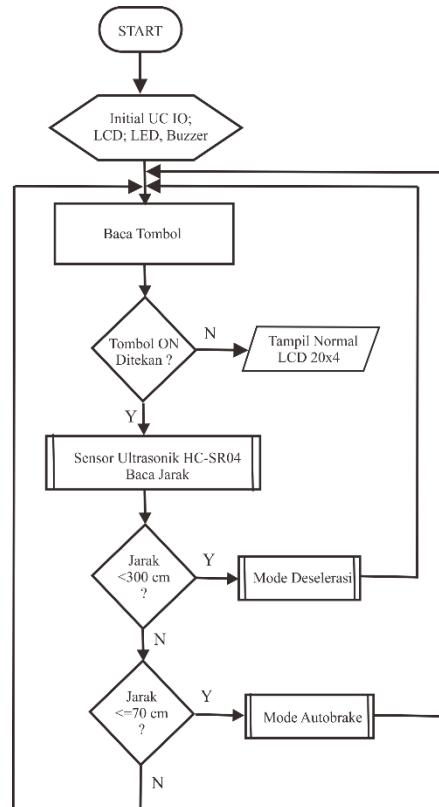 START
Initial UC IO;
LCD; LED, Buzzer
Baca Tombol
Tombol ON
Ditekan ?
N
Tampil Normal
LCD 20x4
Y
Sensor Ultrasonik HC-SR04
Baca Jarak
Jarak
<300 cm
?
Y
Mode Deselerasi
N
Jarak
<=70 cm
?
Y
Mode Autobrake
N